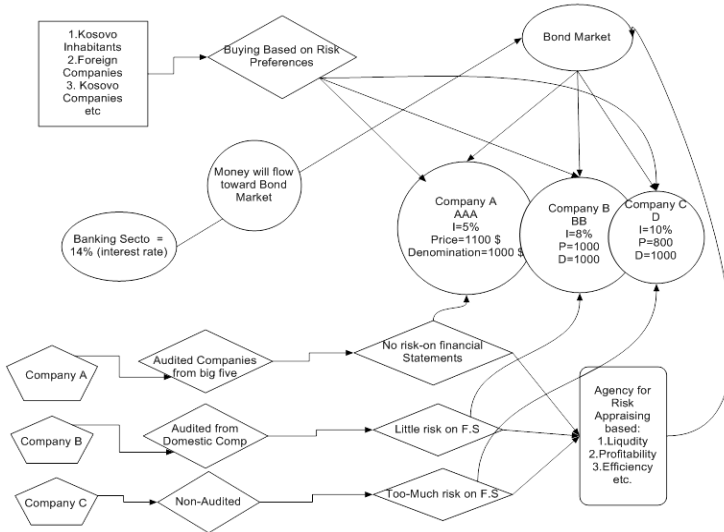 1.Kosovo
Inhabitants
2.Foreign
Companies
3. Kosovo
Companies
etc
Buying Based on Risk
Preferences
Bond Market
Money will flow
toward Bond
Market
Banking Secto =
14% (interest rate)
Company A
AAA
I=5%
Price=1100 $
Denomination=1000 $
Company B
BB
I=8%
P=1000
D=1000
Company C
D
I=10%
P=800
D=1000
Company A
Audited Companies
from big five
No risk-on financial
Statements
Company B
Audited from
Domestic Comp
Little risk on F.S
Company C
Non-Audited
Too-Much risk on F.S
Agency for
Risk
Appraising
based:
1.Liqudity
2.Profitability
3.Efficiency
etc.